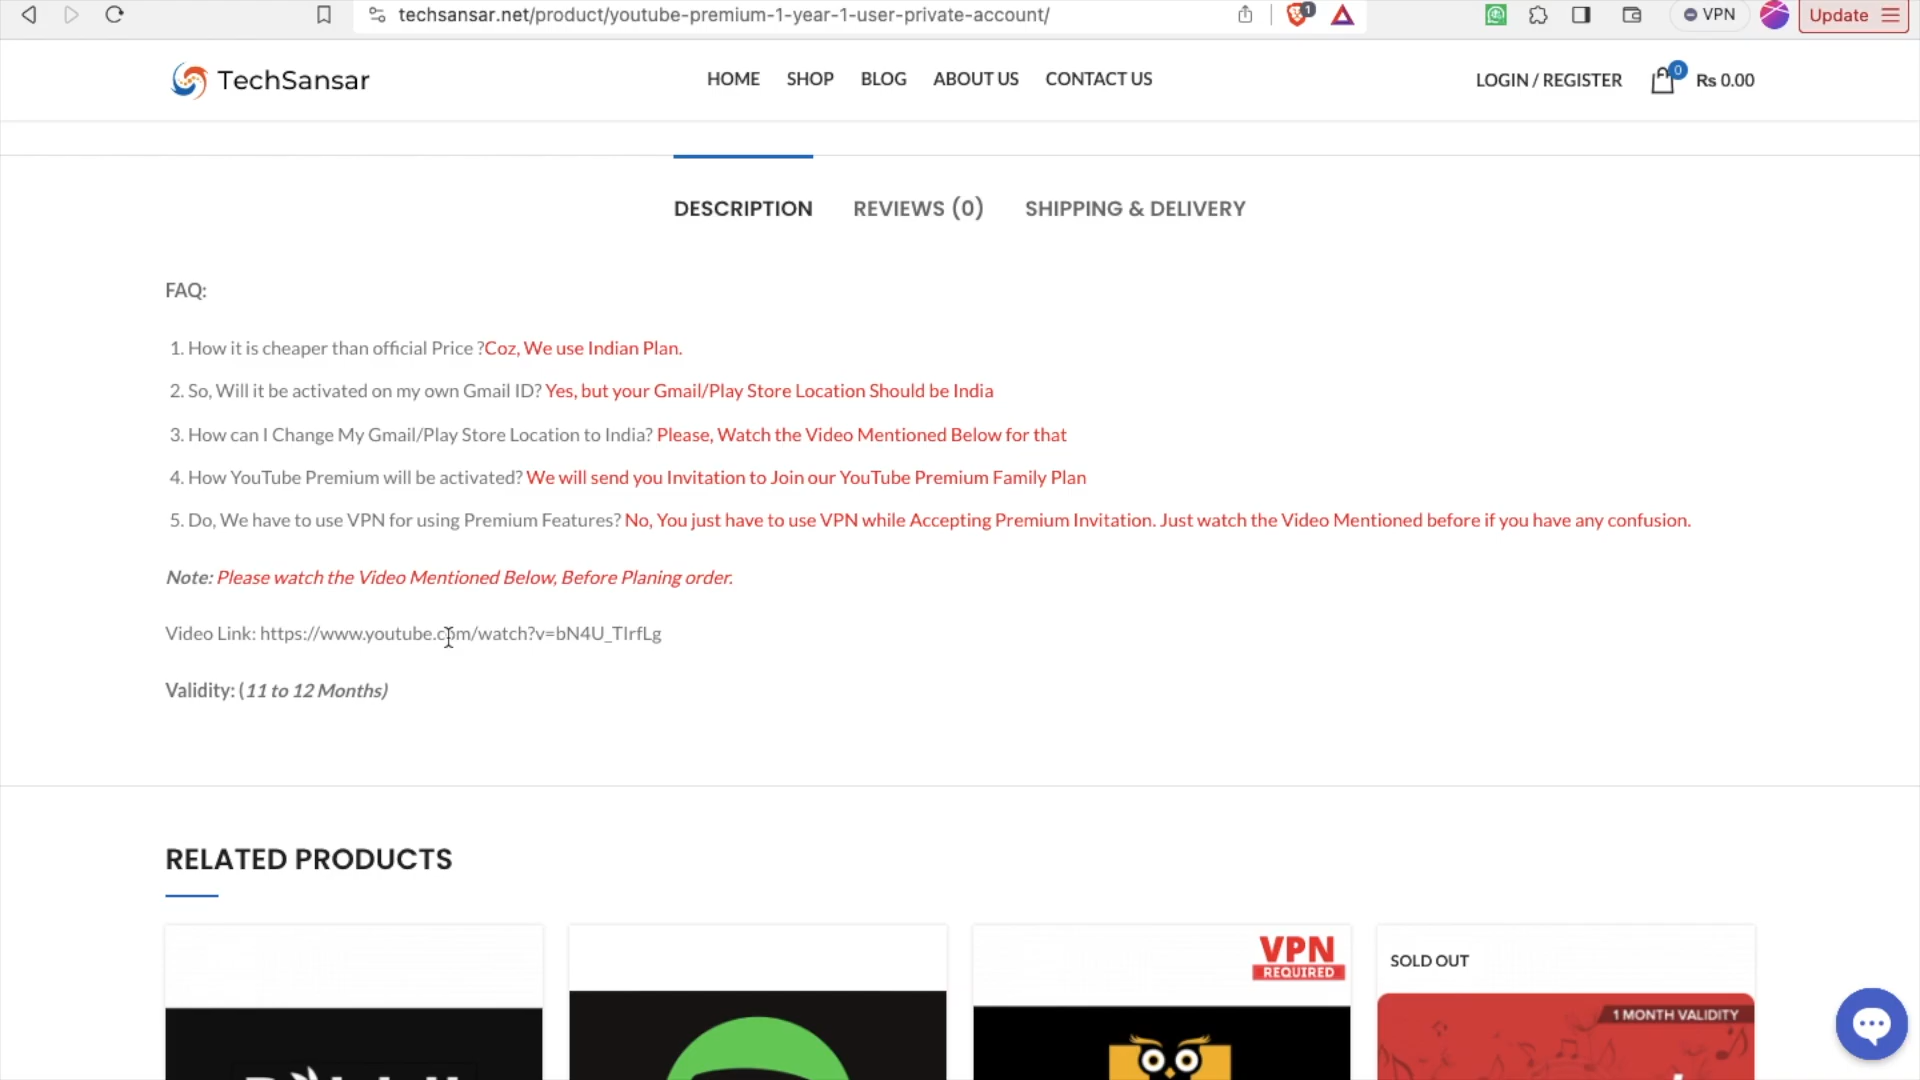 techsansar.net/product/youtube-premium-1-year-1-user-private-account/
1
VPN
Update
TechSansar
HOME
SHOP
BLOG
ABOUT US
CONTACT US
LOGIN / REGISTER
0
Rs 0.00
DESCRIPTION
REVIEWS (0)
SHIPPING & DELIVERY
FAQ:
1. How it is cheaper than official Price ?Coz, We use Indian Plan.
2. So, Will it be activated on my own Gmail ID? Yes, but your Gmail/Play Store Location Should be India
3. How can I Change My Gmail/Play Store Location to India? Please, Watch the Video Mentioned Below for that
4. How YouTube Premium will be activated? We will send you Invitation to Join our YouTube Premium Family Plan
5. Do, We have to use VPN for using Premium Features? No, You just have to use VPN while Accepting Premium Invitation. Just watch the Video Mentioned before if you have any confusion.
Note: Please watch the Video Mentioned Below, Before Planing order.
Video Link: https://www.youtube.com/watch?v=bN4U_TIrfLg
Validity: (11 to 12 Months)
RELATED PRODUCTS
VPN
REQUIRED
SOLD OUT
1 MONTH VALIDITY